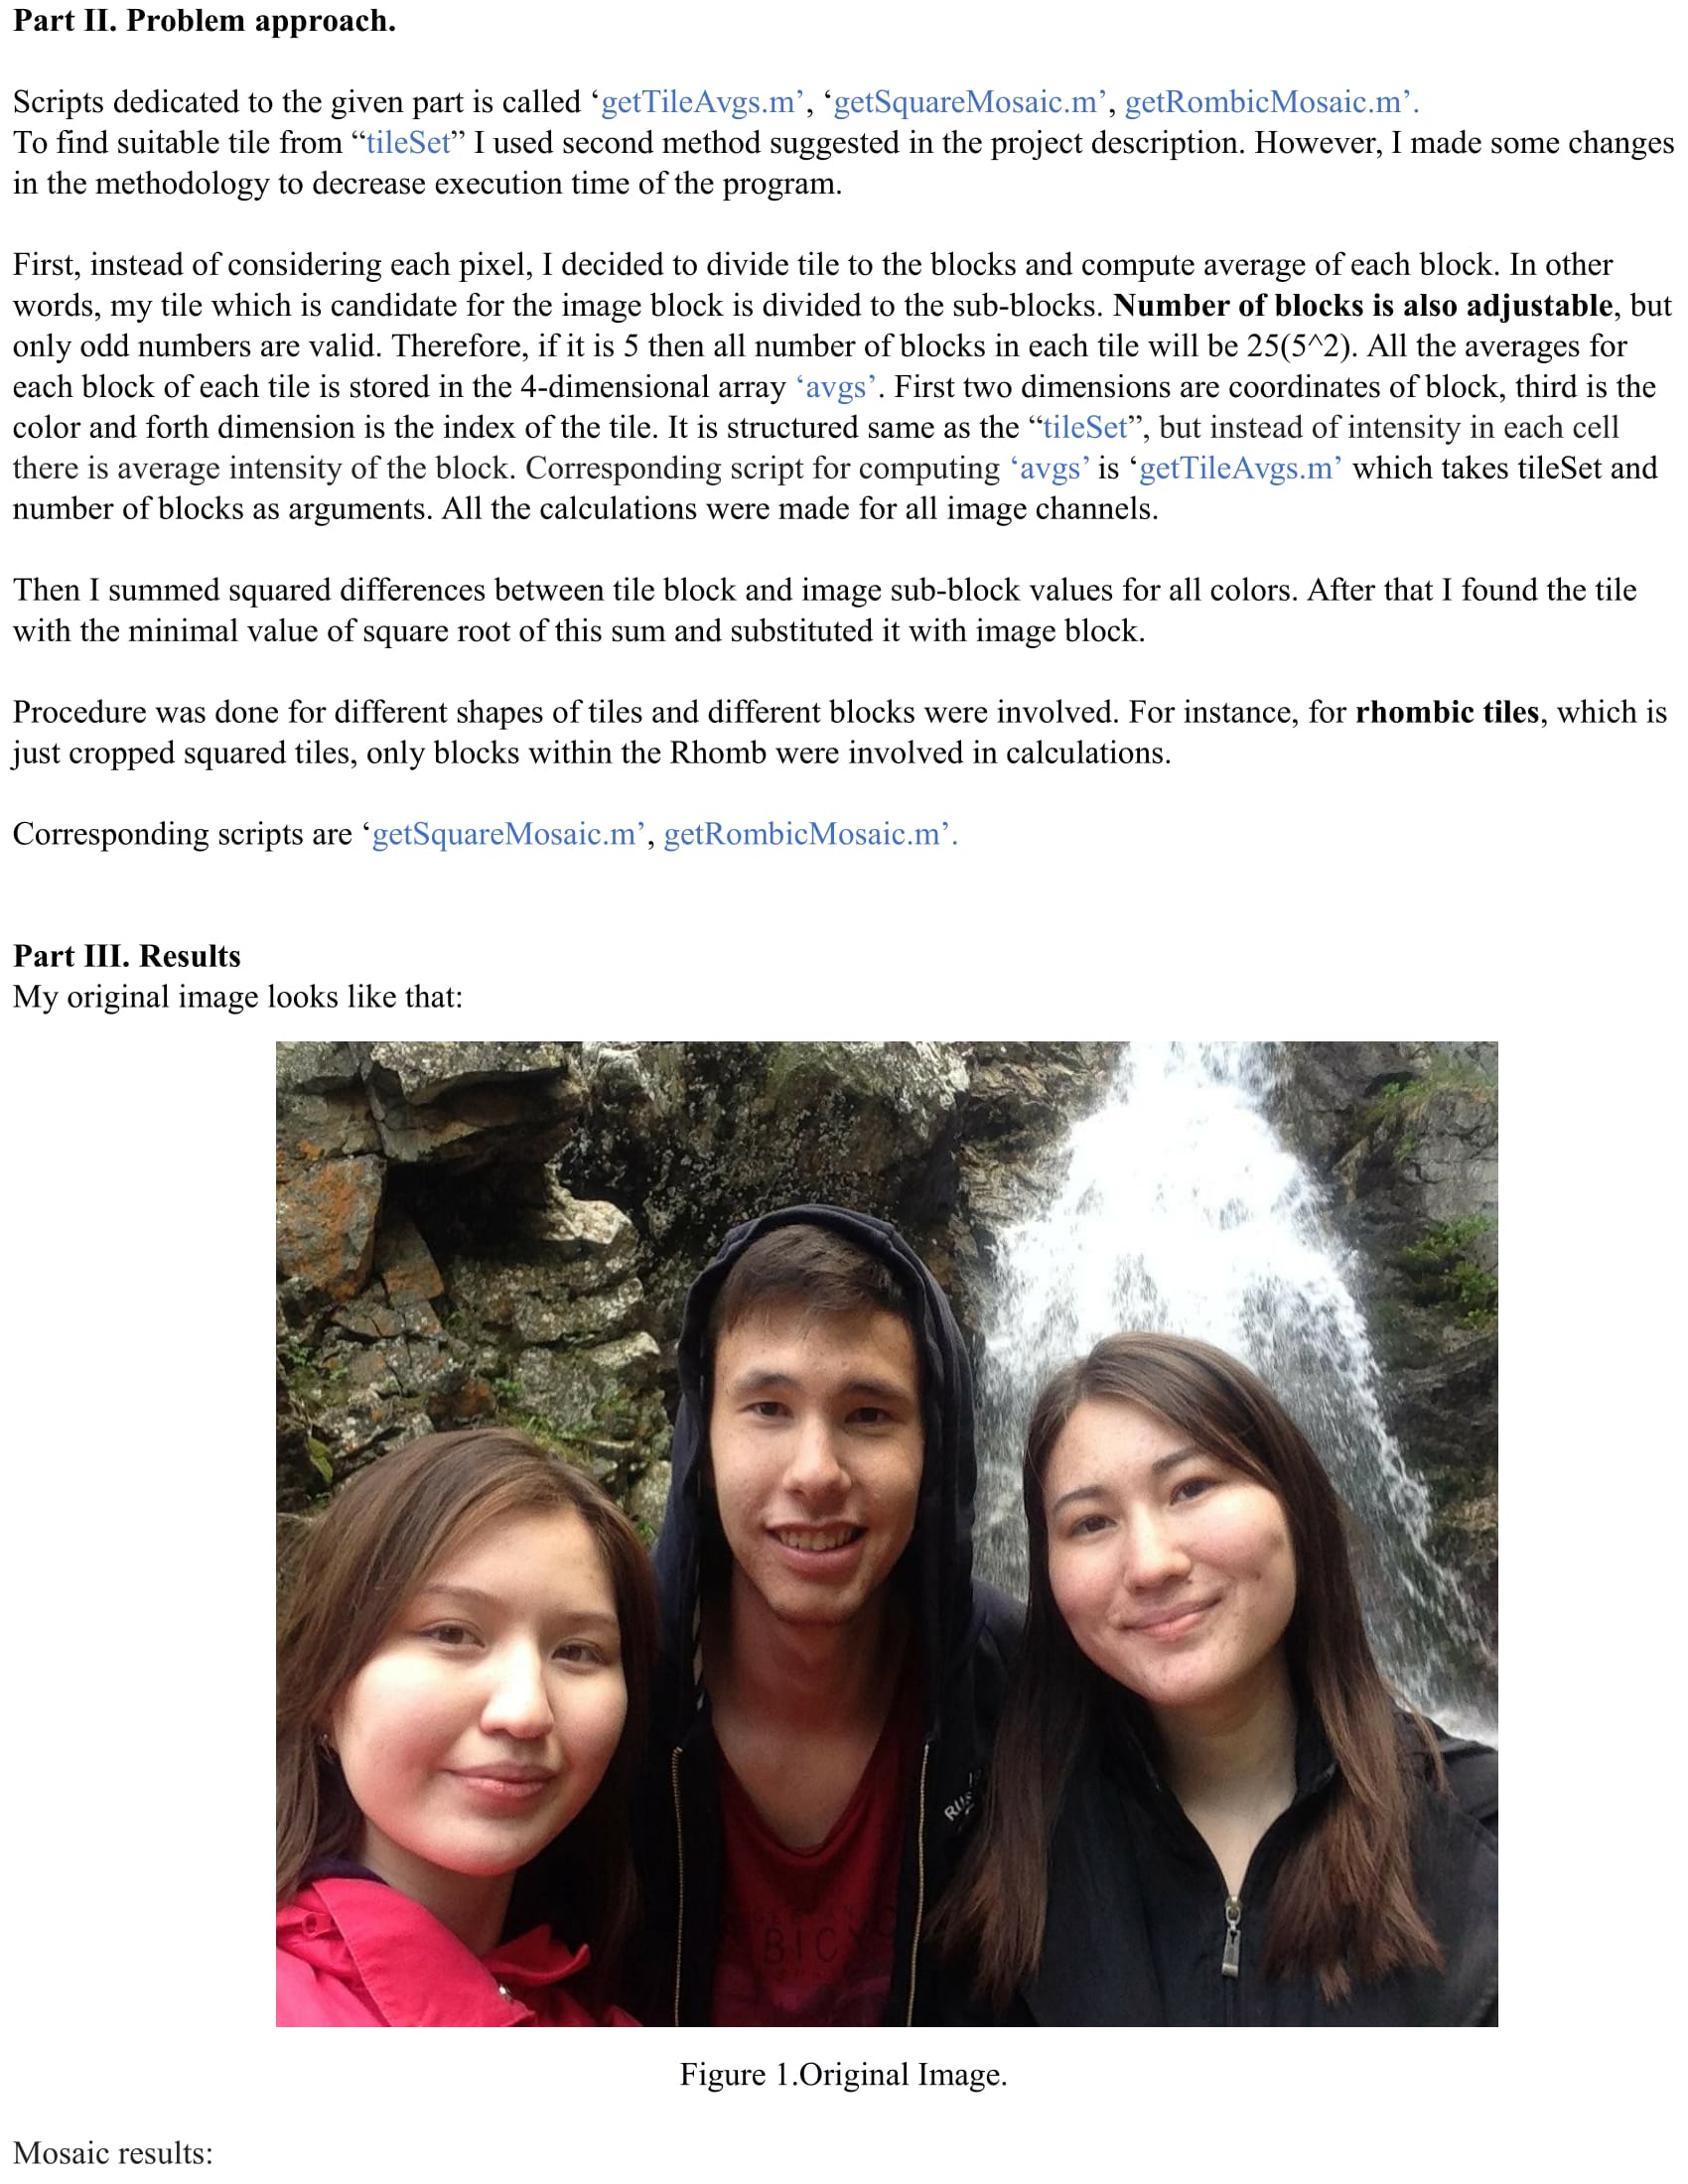 Part II. Problem approach.
Scripts dedicated to the given part is called ‘getTileAvgs.m’, ‘getSquareMosaic.m’, getRombicMosaic.m’.
To find suitable tile from “tileSet” I used second method suggested in the project description. However, I made some changes
in the methodology to decrease execution time of the program.
First, instead of considering each pixel, I decided to divide tile to the blocks and compute average of each block. In other
words, my tile which is candidate for the image block is divided to the sub-blocks. Number of blocks is also adjustable, but
only odd numbers are valid. Therefore, if it is 5 then all number of blocks in each tile will be 25(5^2). All the averages for
each block of each tile is stored in the 4-dimensional array ‘avgs’. First two dimensions are coordinates of block, third is the
color and forth dimension is the index of the tile. It is structured same as the “tileSet”, but instead of intensity in each cell
there is average intensity of the block. Corresponding script for computing ‘avgs’ is ‘getTileAvgs.m’ which takes tileSet and
number of blocks as arguments. All the calculations were made for all image channels.
Then I summed squared differences between tile block and image sub-block values for all colors. After that I found the tile
with the minimal value of square root of this sum and substituted it with image block.
Procedure was done for different shapes of tiles and different blocks were involved. For instance, for rhombic tiles, which is
just cropped squared tiles, only blocks within the Rhomb were involved in calculations.
Corresponding scripts are ‘getSquareMosaic.m’, getRombicMosaic.m’.
Part III. Results
My original image looks like that:
BICY
Figure 1.Original Image.
Mosaic results: